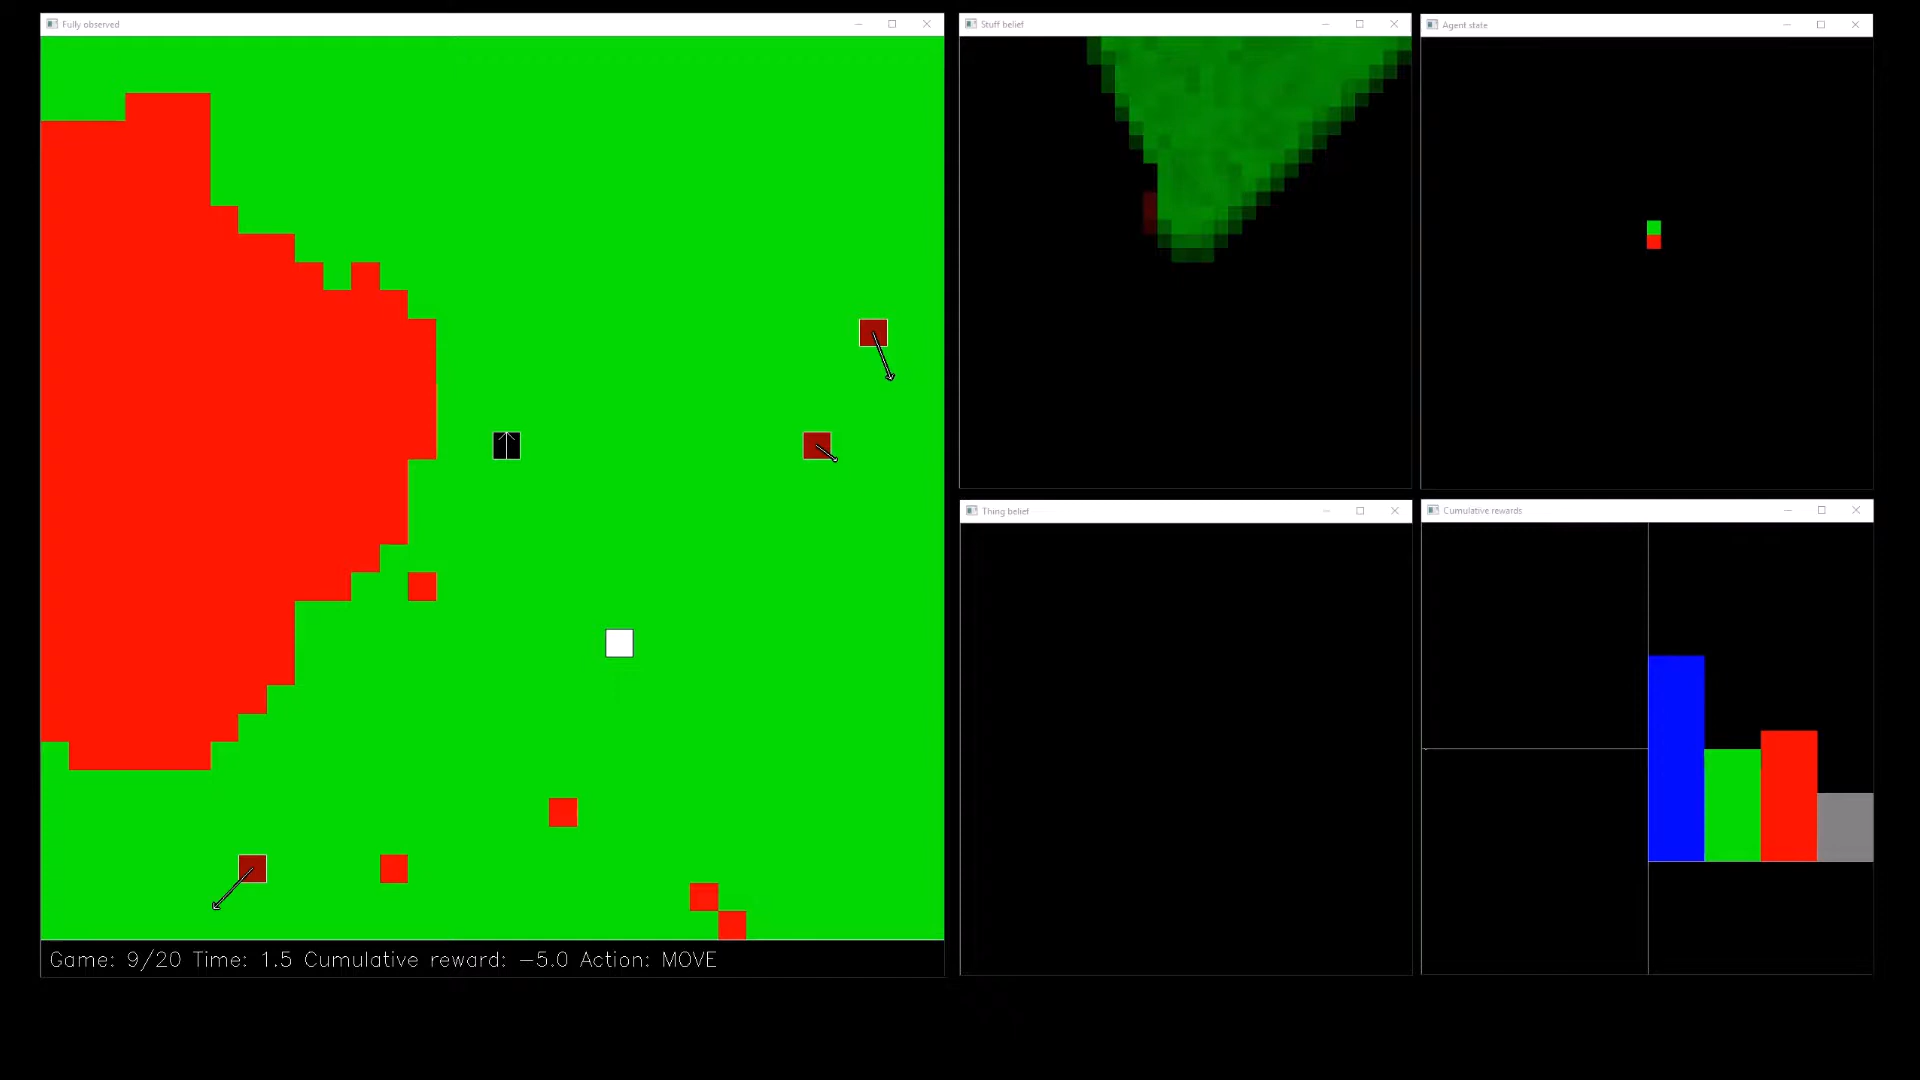 Fully observed
Stuff belief
Agent state
Thing belief
Cumulative rewards
Game: 9/20 Time: 1.5 Cumulative reward: −5.0 Action: MOVE